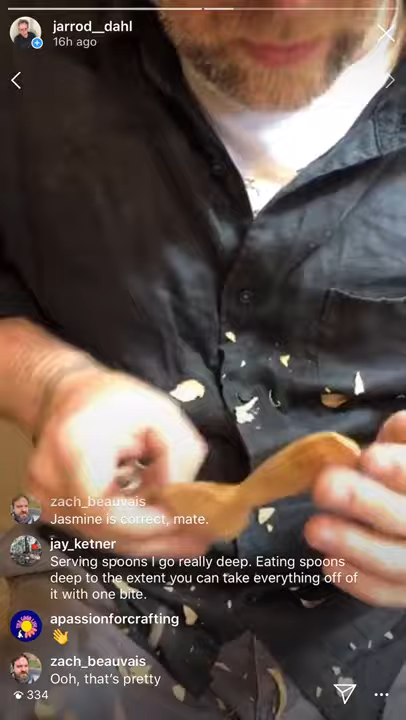 jarrod__dahl
16h ago
zach_beauvais
Jasmine is correct, mate.
jay_ketner
Serving spoons I go really deep. Eating spoons
deep to the extent you can take everything off of
it with one bite.
apassionforcrafting
👋
zach_beauvais
Ooh, that's pretty
334